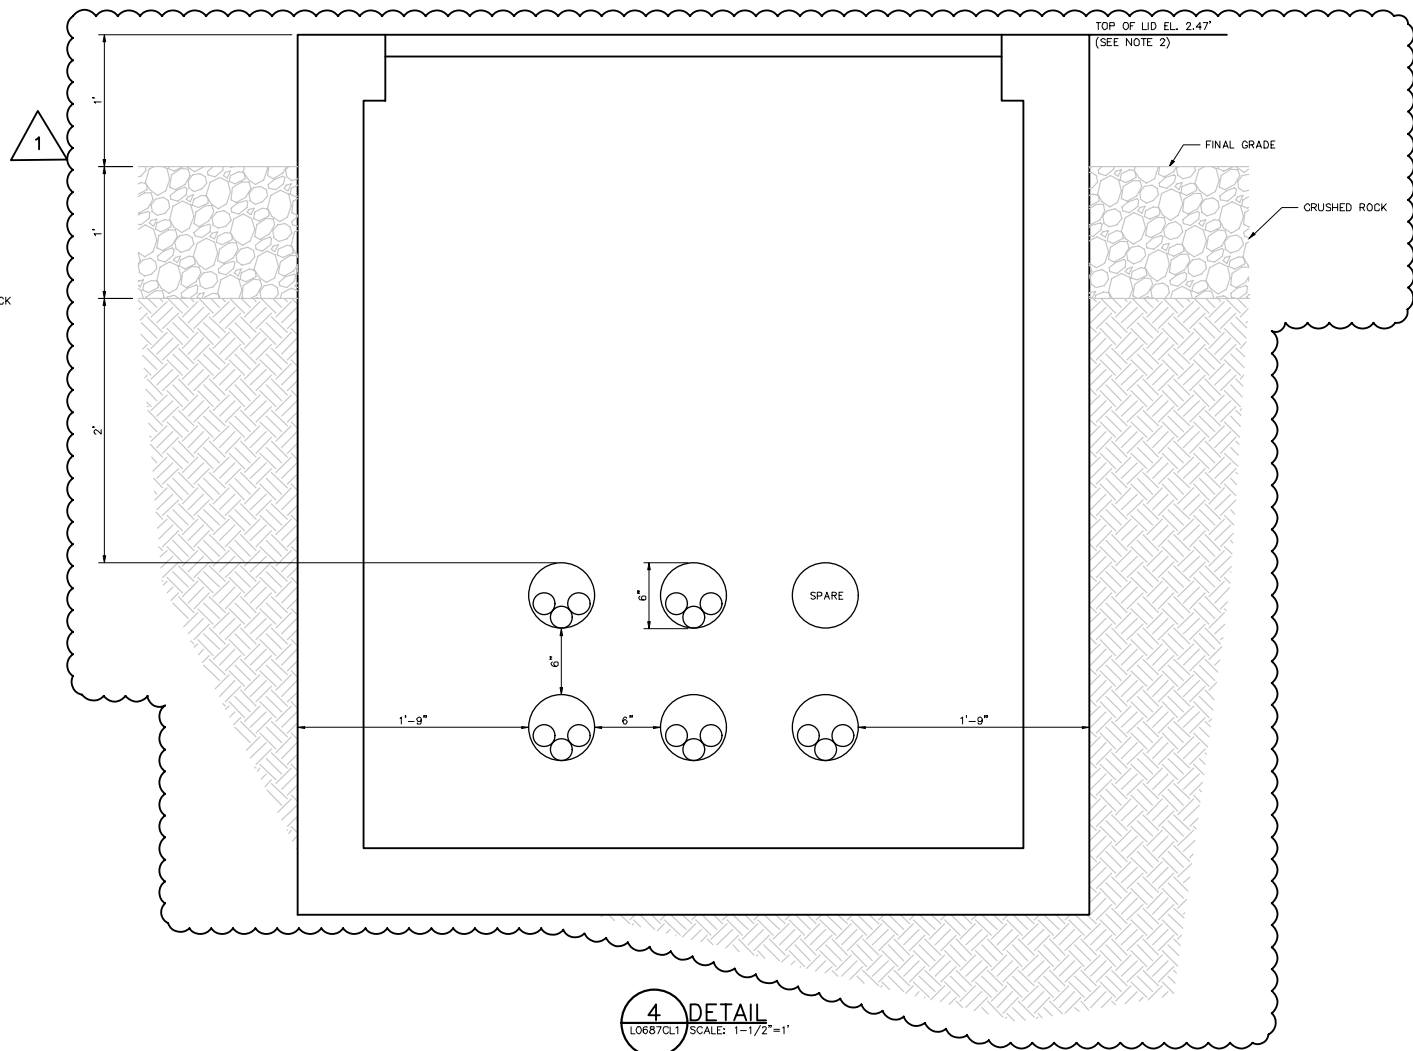 TOP OF LID EL. 2.47'
(SEE NOTE 2)
1'
1
FINAL GRADE
CRUSHED ROCK
1'
CK
2'
6"
SPARE
6"
1'-9"
6"
1'-9"
4 DETAIL
L0687CL1 SCALE: 1-1/2"=1'